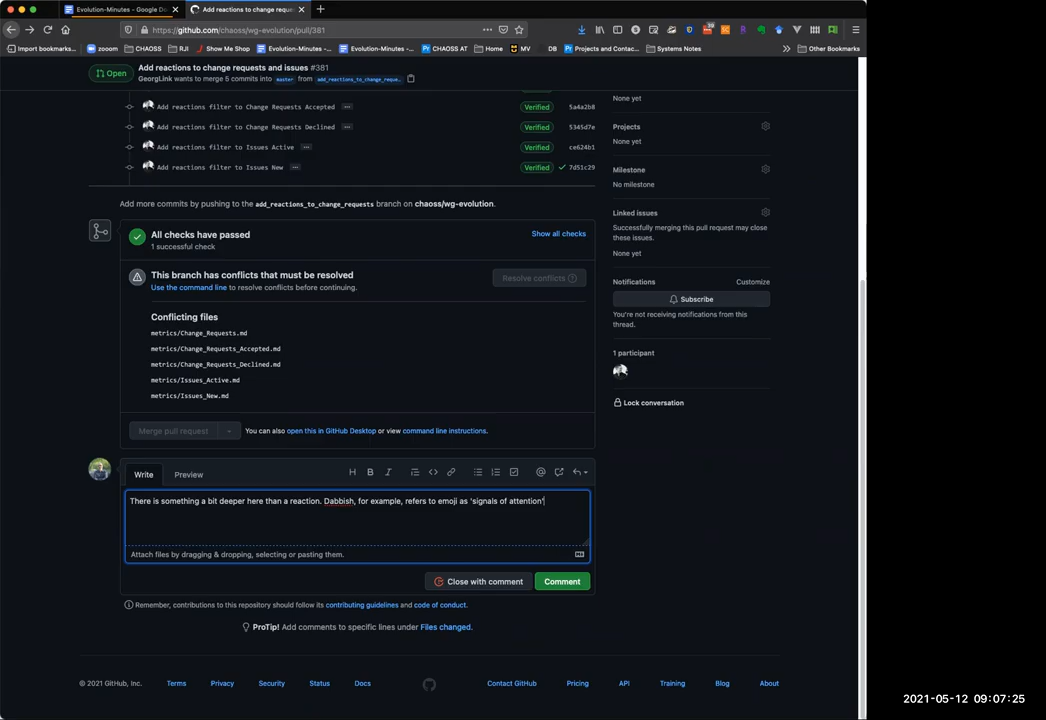 Evolution-Minutes - Google Do
Add reactions to change reques
https://github.com/chaoss/wg-evolution/pull/381
Import bookmarks...
zoom
CHAOSS
RJI
Show Me Shop
Evolution-Minutes -...
Evolution-Minutes -...
CHAOSS AT
Home
MV
DB
Projects and Contac...
Systems Notes
Other Bookmarks
Open
Add reactions to change requests and issues #381
GeorgLink wants to merge 5 commits into master from add_reactions_to_change_reque…
Add reactions filter to Change Requests Accepted
Verified
5a4a2b8
Add reactions filter to Change Requests Declined
Verified
5345d7e
Add reactions filter to Issues Active
Verified
ce624b1
Add reactions filter to Issues New
Verified
7d51c29
Add more commits by pushing to the add_reactions_to_change_requests branch on chaoss/wg-evolution.
All checks have passed
1 successful check
Show all checks
This branch has conflicts that must be resolved
Use the command line to resolve conflicts before continuing.
Resolve conflicts
Conflicting files
metrics/Change_Requests.md
metrics/Change_Requests_Accepted.md
metrics/Change_Requests_Declined.md
metrics/Issues_Active.md
metrics/Issues_New.md
Merge pull request
You can also open this in GitHub Desktop or view command line instructions.
Write
Preview
There is something a bit deeper here than a reaction. Dabbish, for example, refers to emoji as 'signals of attention'
Attach files by dragging & dropping, selecting or pasting them.
Close with comment
Comment
Remember, contributions to this repository should follow its contributing guidelines and code of conduct.
ProTip! Add comments to specific lines under Files changed.
None yet
Projects
None yet
Milestone
No milestone
Linked issues
Successfully merging this pull request may close
these issues.
None yet
Notifications
Customize
Subscribe
You're not receiving notifications from this
thread.
1 participant
Lock conversation
© 2021 GitHub, Inc.
Terms
Privacy
Security
Status
Docs
Contact GitHub
Pricing
API
Training
Blog
About
2021-05-12 09:07:25